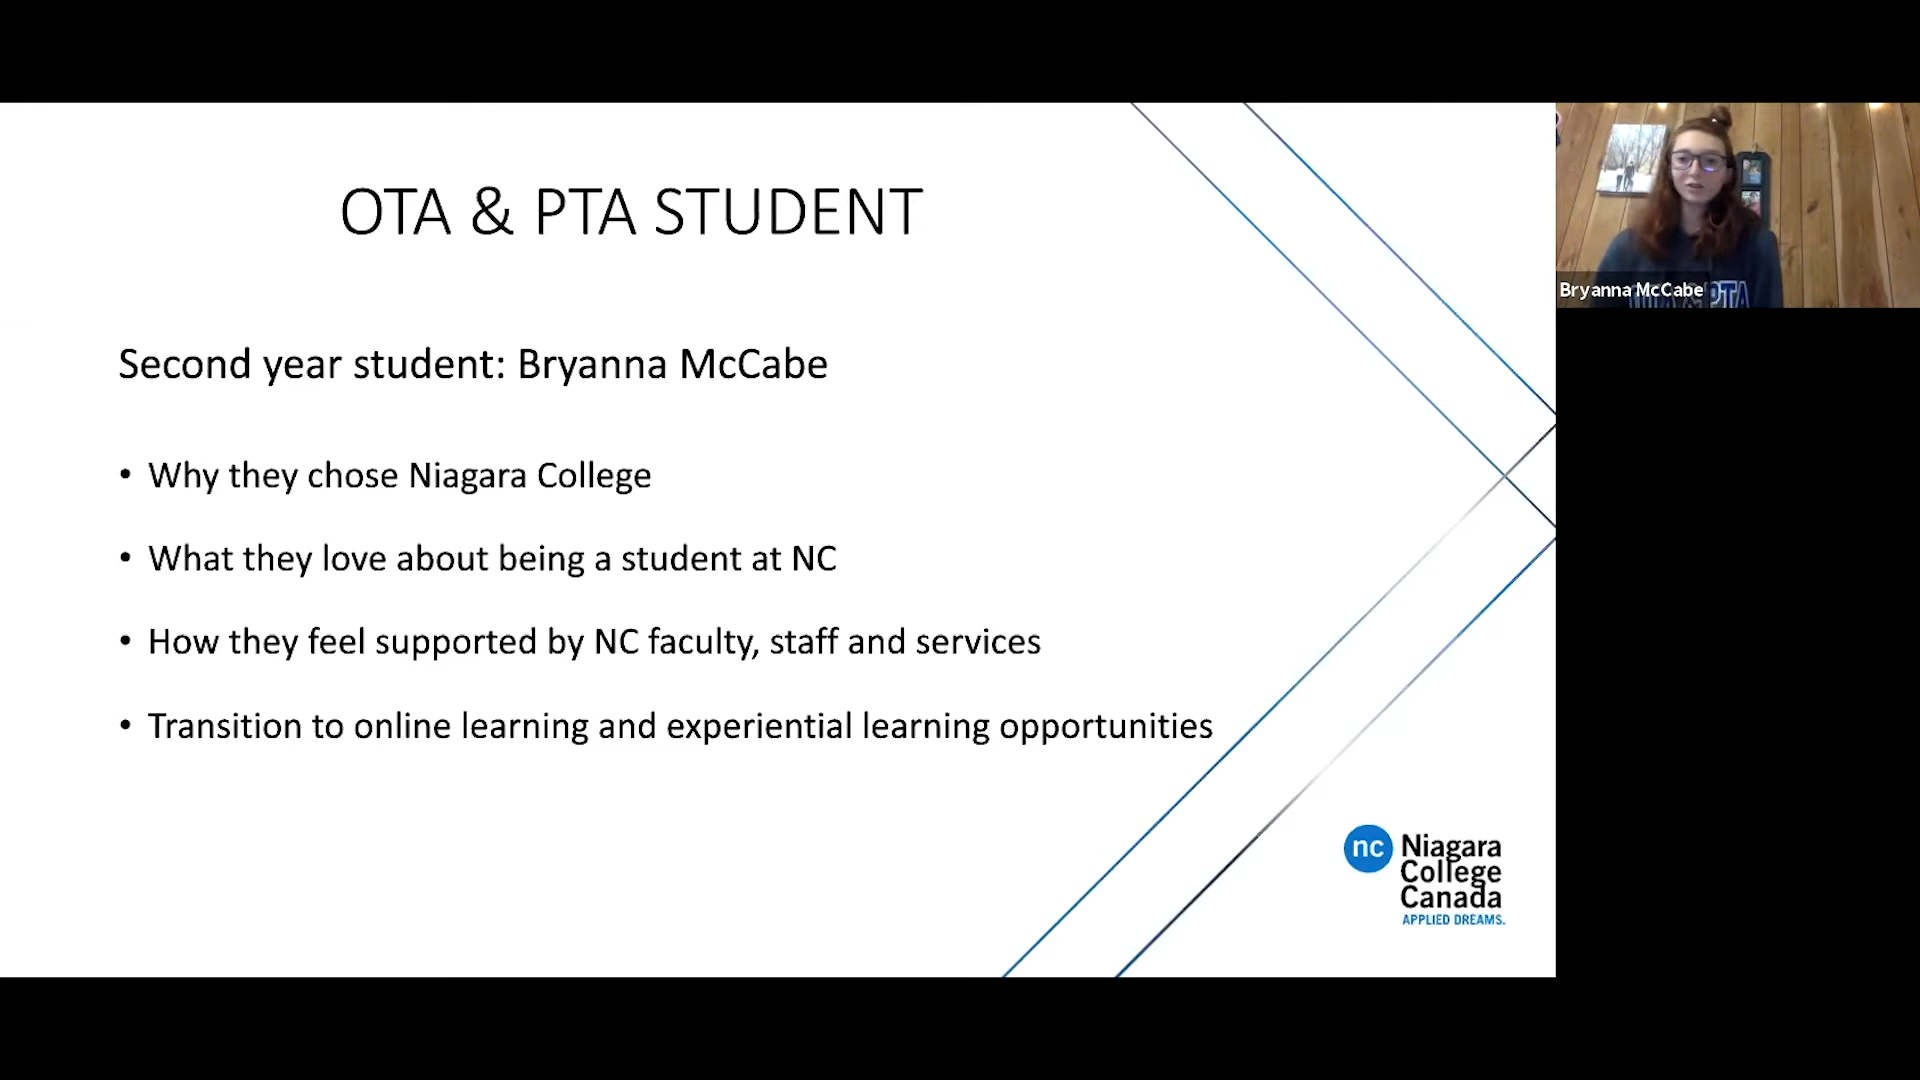 OTA & PTA STUDENT
Second year student: Bryanna McCabe
• Why they chose Niagara College
• What they love about being a student at NC
• How they feel supported by NC faculty, staff and services
• Transition to online learning and experiential learning opportunities
nc
Niagara
College
Canada
APPLIED DREAMS.
Bryanna McCabe
PTA